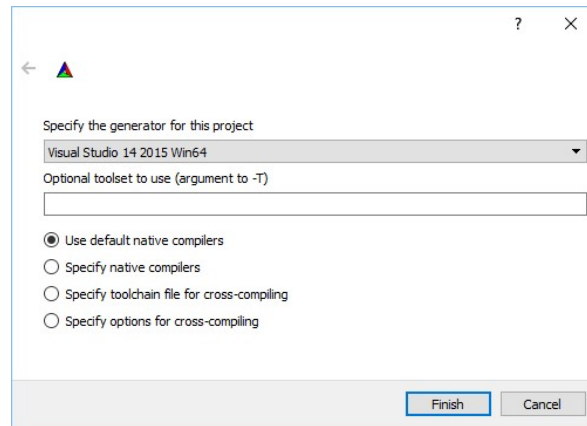 ?
Specify the generator for this project
Visual Studio 14 2015 Win64
Optional toolset to use (argument to -T)
Use default native compilers
Specify native compilers
Specify toolchain file for cross-compiling
Specify options for cross-compiling
Finish Cancel